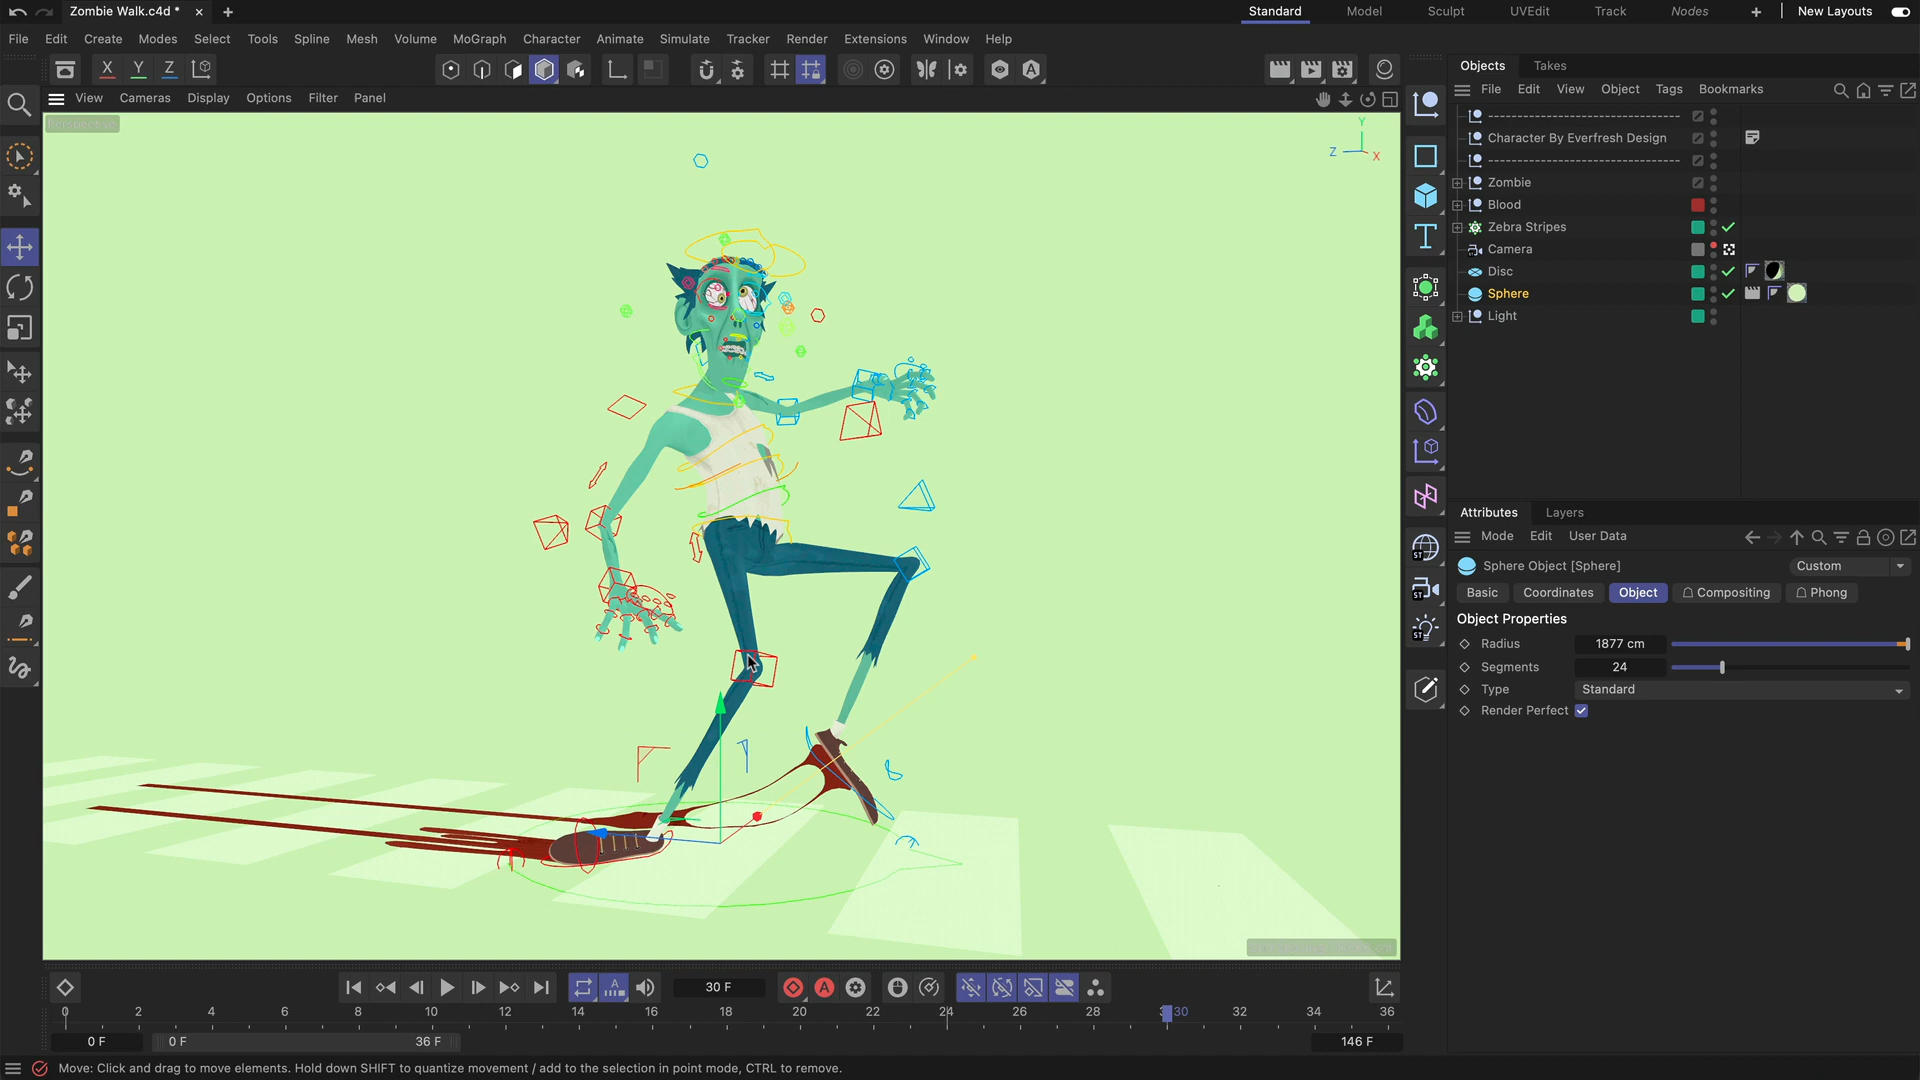 Zombie Walk.c4d *
Standard Model Sculpt UVEdit Track Nodes New Layouts
File Edit Create Modes Select Tools Spline Mesh Volume MoGraph Character Animate Simulate Tracker Render Extensions Window Help
X Y Z
View Cameras Display Options Filter Panel
Perspective
Y
Z X
Objects Takes
File Edit View Object Tags Bookmarks
--------------------------------
Character By Everfresh Design
--------------------------------
Zombie
Blood
Zebra Stripes
Camera
Disc
Sphere
Light
ST
ST
ST
Attributes Layers
Mode Edit User Data
Sphere Object [Sphere] Custom
Basic Coordinates Object Compositing Phong
Object Properties
Radius 1877 cm
Segments 24
Type Standard
Render Perfect
30 F
0 2 4 6 8 10 12 14 16 18 20 22 24 26 28 30 32 34 36
0 F 0 F 36 F 146 F
Move: Click and drag to move elements. Hold down SHIFT to quantize movement / add to the selection in point mode, CTRL to remove.